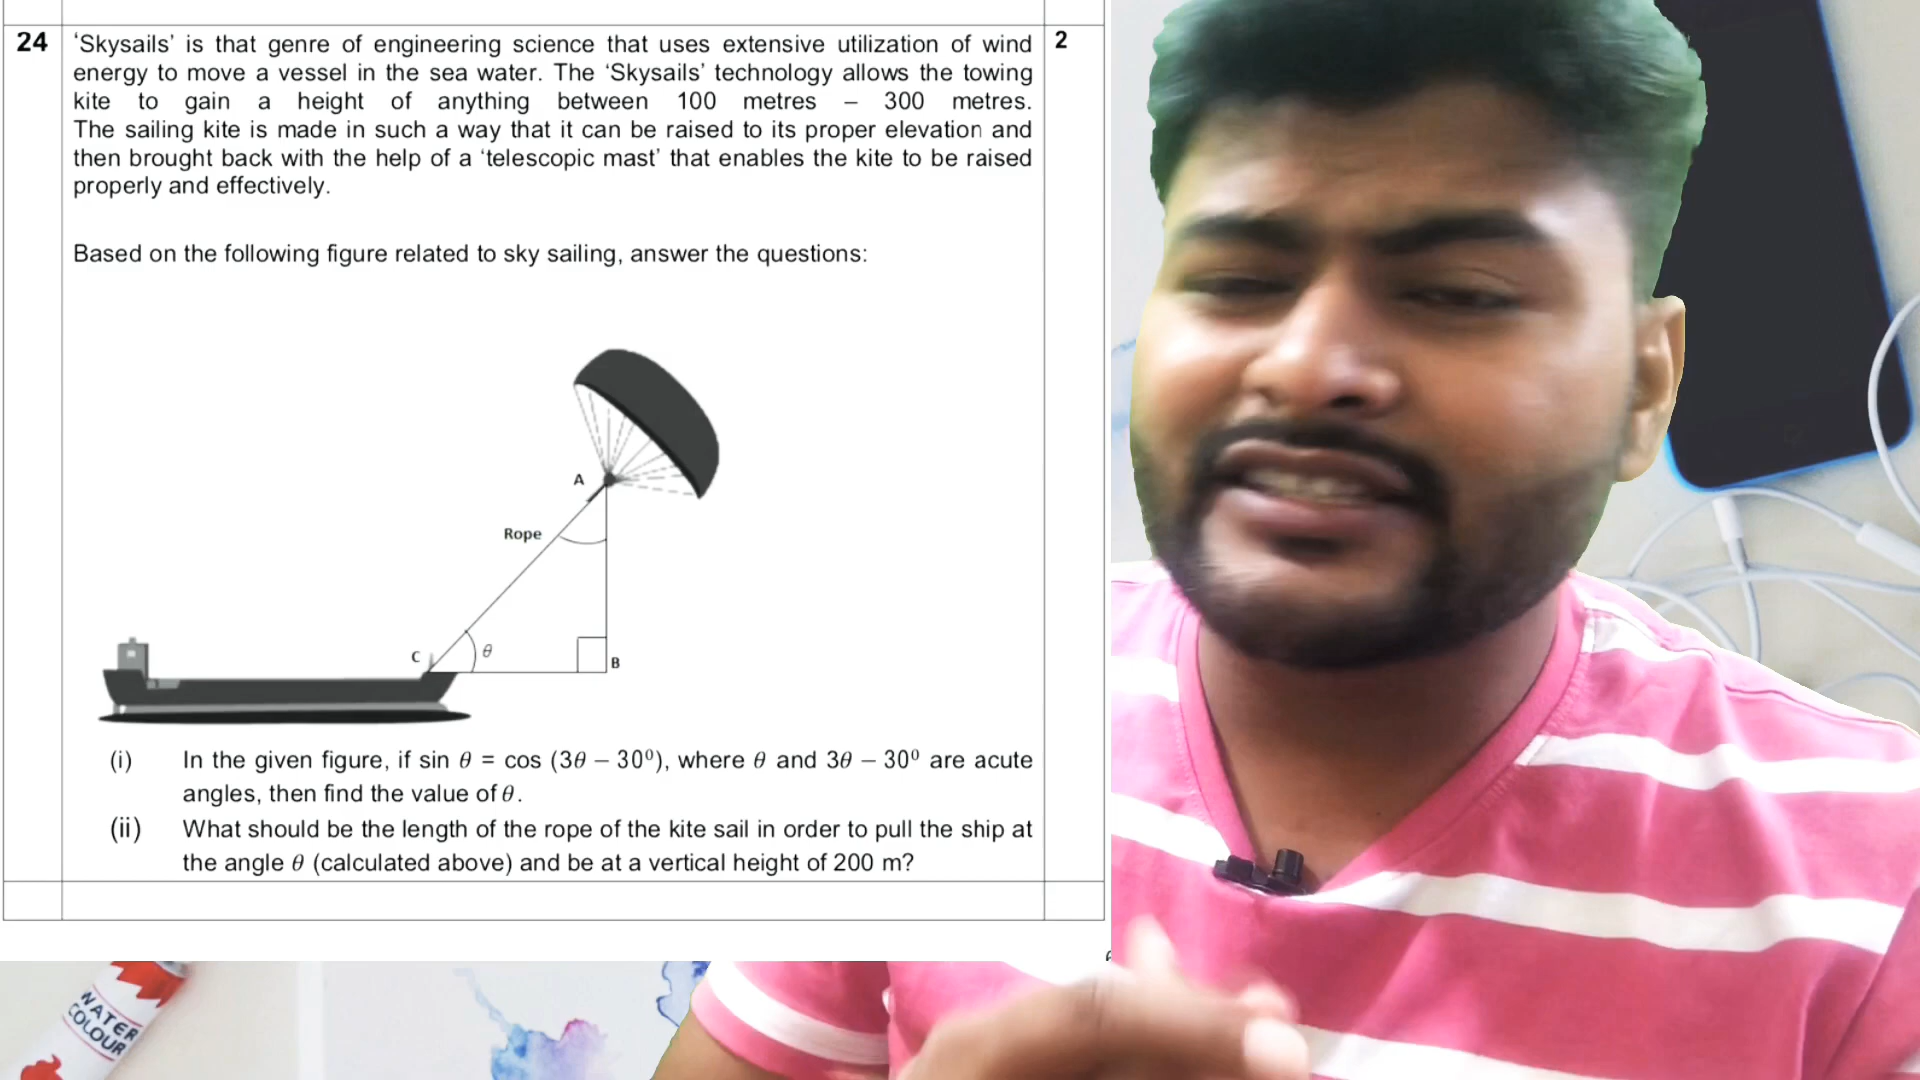 24 ‘Skysails’ is that genre of engineering science that uses extensive utilization of wind 2
energy to move a vessel in the sea water. The ‘Skysails’ technology allows the towing
kite to gain a height of anything between 100 metres – 300 metres.
The sailing kite is made in such a way that it can be raised to its proper elevation and
then brought back with the help of a ‘telescopic mast’ that enables the kite to be raised
properly and effectively.
Based on the following figure related to sky sailing, answer the questions:
A
Rope
C θ B
(i) In the given figure, if sin θ = cos (3θ – 30⁰), where θ and 3θ – 30⁰ are acute
angles, then find the value of θ.
(ii) What should be the length of the rope of the kite sail in order to pull the ship at
the angle θ (calculated above) and be at a vertical height of 200 m?
WATER
COLOUR